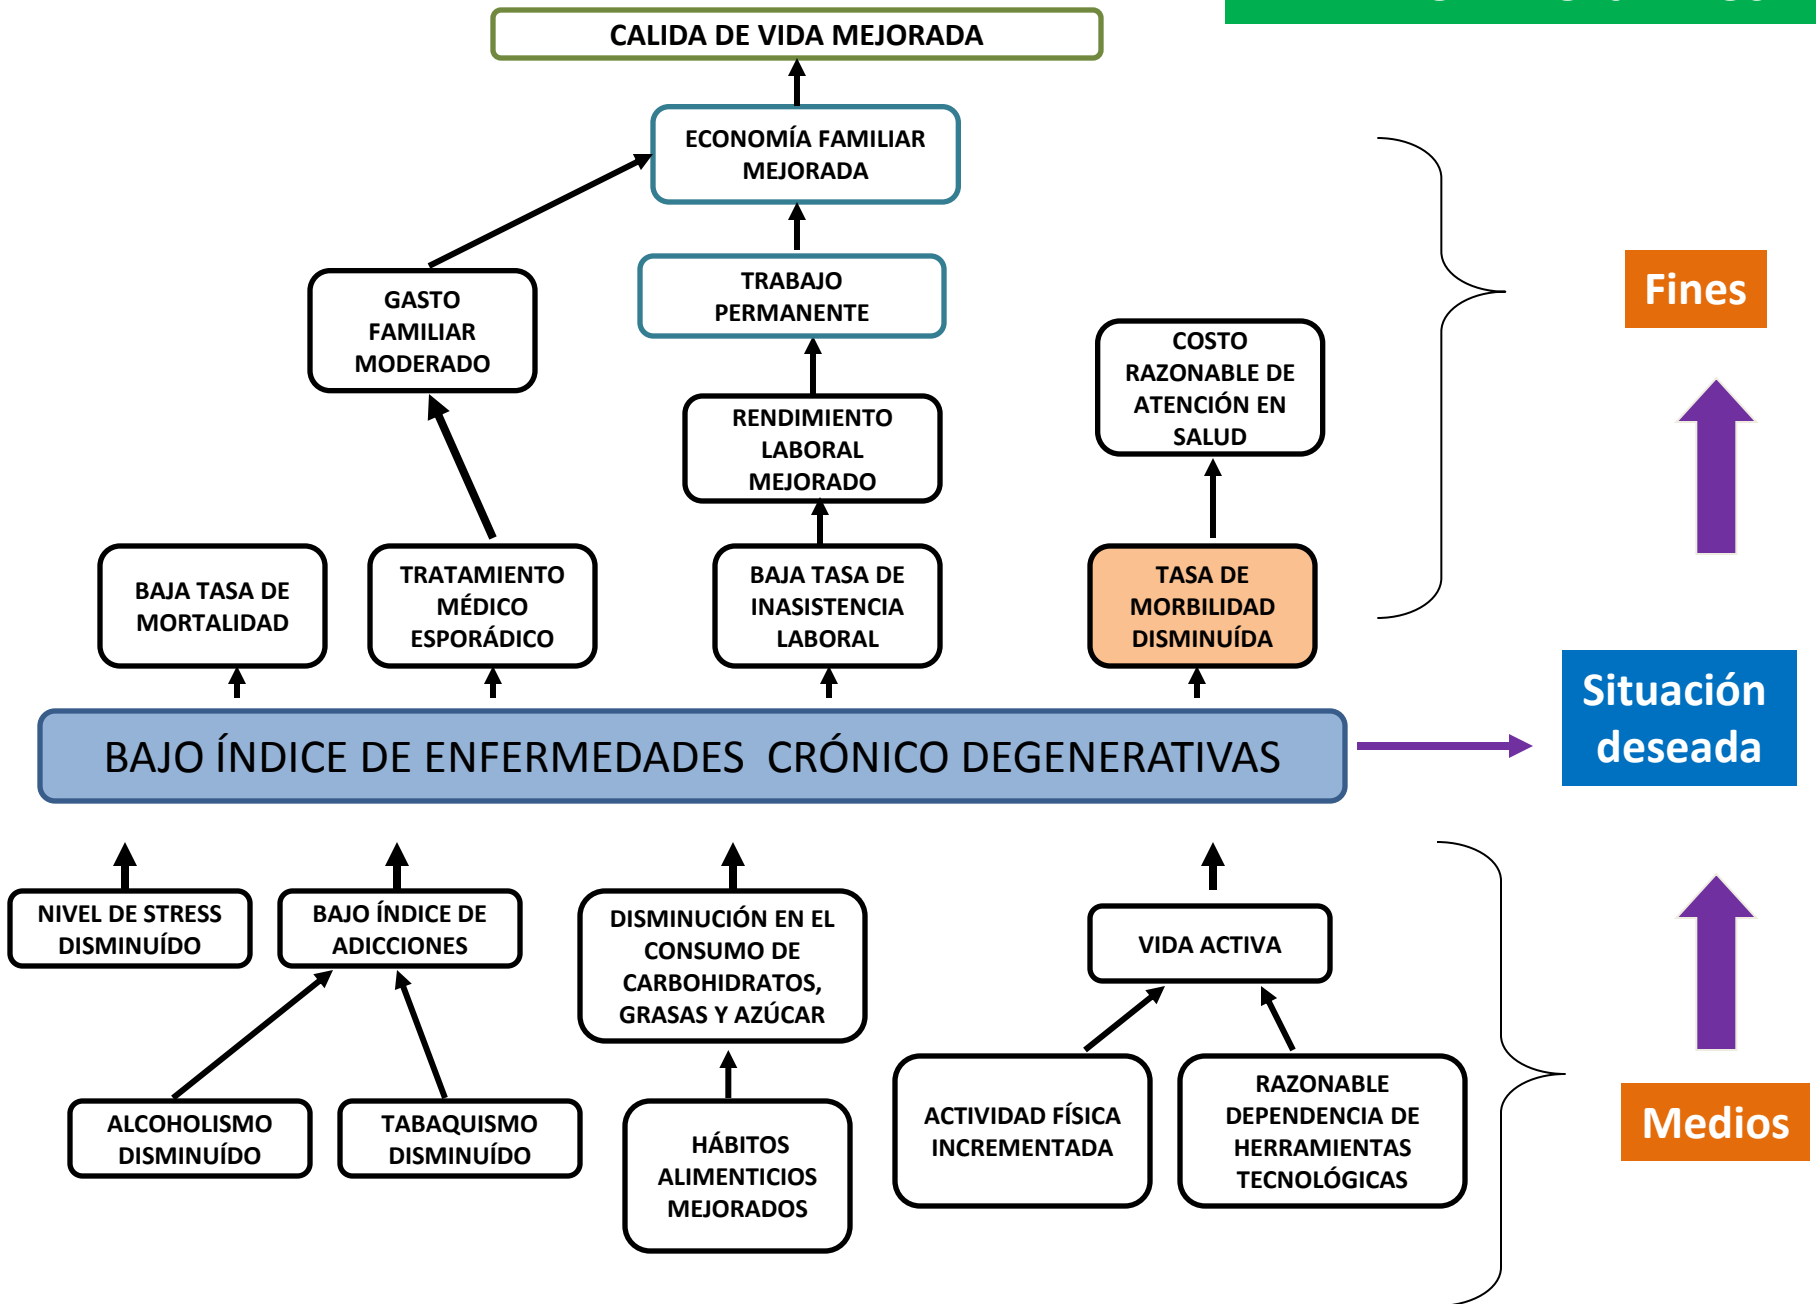 CALIDA DE VIDA MEJORADA
ECONOMÍA FAMILIAR
MEJORADA
GASTO
FAMILIAR
MODERADO
TRABAJO
PERMANENTE
Fines
COSTO
RAZONABLE DE
ATENCIÓN EN
SALUD
RENDIMIENTO
LABORAL
MEJORADO
BAJA TASA DE
MORTALIDAD
TRATAMIENTO
MÉDICO
ESPORÁDICO
BAJA TASA DE
INASISTENCIA
LABORAL
TASA DE
MORBILIDAD
DISMINUÍDA
BAJO ÍNDICE DE ENFERMEDADES  CRÓNICO DEGENERATIVAS
Situación
deseada
NIVEL DE STRESS
DISMINUÍDO
BAJO ÍNDICE DE
ADICCIONES
DISMINUCIÓN EN EL
CONSUMO DE
CARBOHIDRATOS,
GRASAS Y AZÚCAR
VIDA ACTIVA
ALCOHOLISMO
DISMINUÍDO
TABAQUISMO
DISMINUÍDO
HÁBITOS
ALIMENTICIOS
MEJORADOS
ACTIVIDAD FÍSICA
INCREMENTADA
RAZONABLE
DEPENDENCIA DE
HERRAMIENTAS
TECNOLÓGICAS
Medios